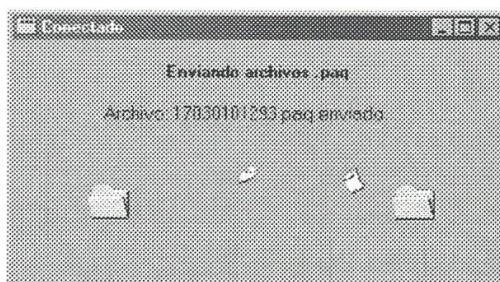 Conectado
Enviando archivos .paq
Archivo: 17030101293.paq enviado.